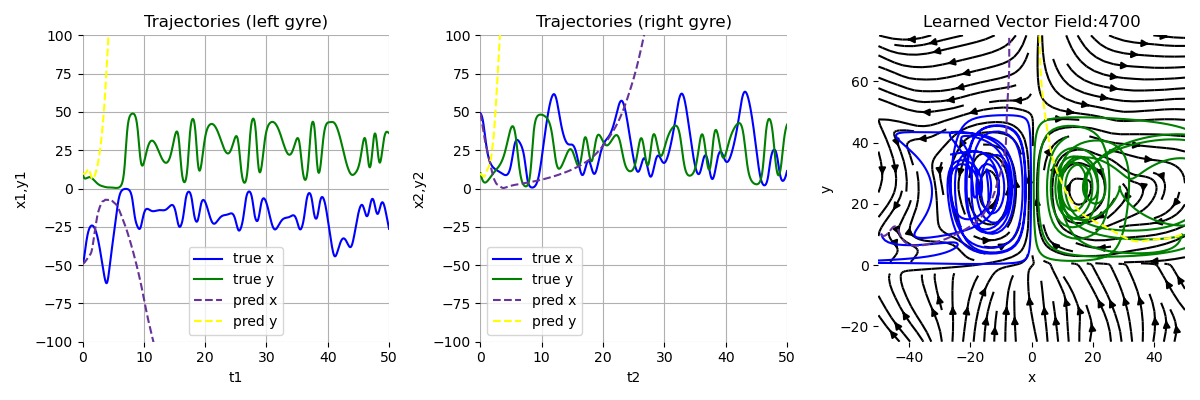 Trajectories (left gyre)
100
75
50
25
0
−25
−50
−75
−100
x1,y1
0
10
20
30
40
50
t1
true x
true y
pred x
pred y
Trajectories (right gyre)
100
75
50
25
0
−25
−50
−75
−100
x2,y2
0
10
20
30
40
50
t2
true x
true y
pred x
pred y
Learned Vector Field:4700
60
40
20
0
−20
y
−40
−20
0
20
40
x